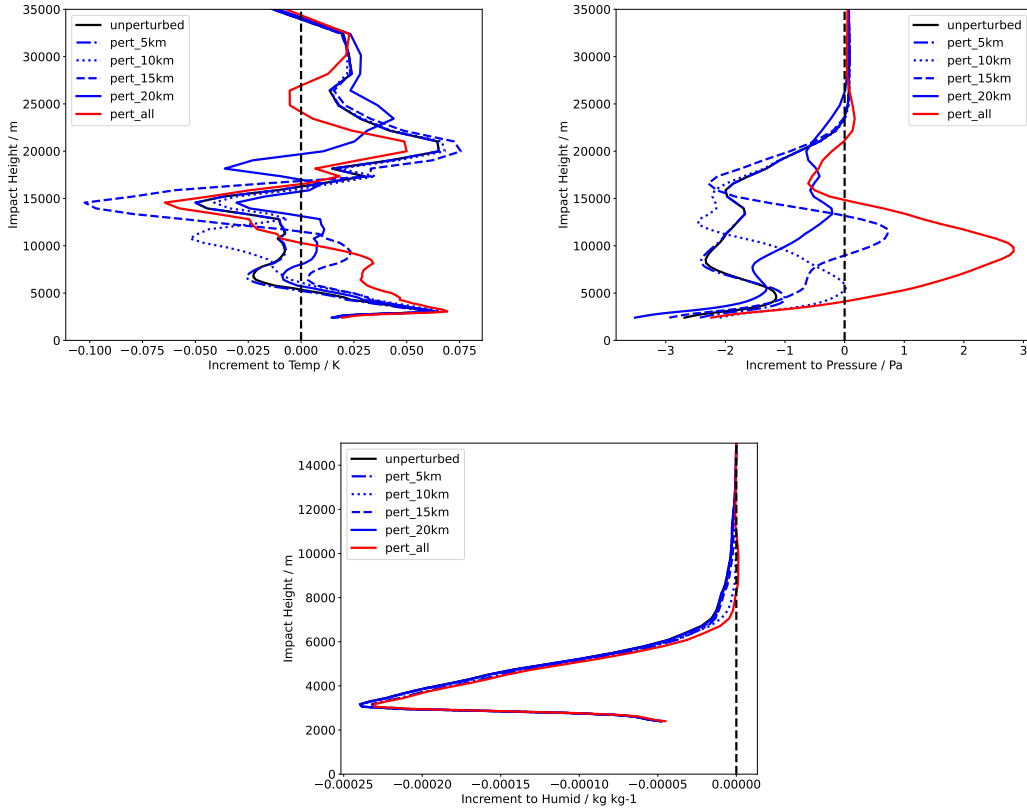 35000
30000
25000
20000
15000
10000
5000
0
Impact Height / m
unperturbed
pert_5km
pert_10km
pert_15km
pert_20km
pert_all
−0.100 −0.075 −0.050 −0.025 0.000 0.025 0.050 0.075
Increment to Temp / K
35000
30000
25000
20000
15000
10000
5000
0
Impact Height / m
unperturbed
pert_5km
pert_10km
pert_15km
pert_20km
pert_all
−3 −2 −1 0 1 2 3
Increment to Pressure / Pa
14000
12000
10000
8000
6000
4000
2000
0
Impact Height / m
unperturbed
pert_5km
pert_10km
pert_15km
pert_20km
pert_all
−0.00025 −0.00020 −0.00015 −0.00010 −0.00005 0.00000
Increment to Humid / kg kg-1